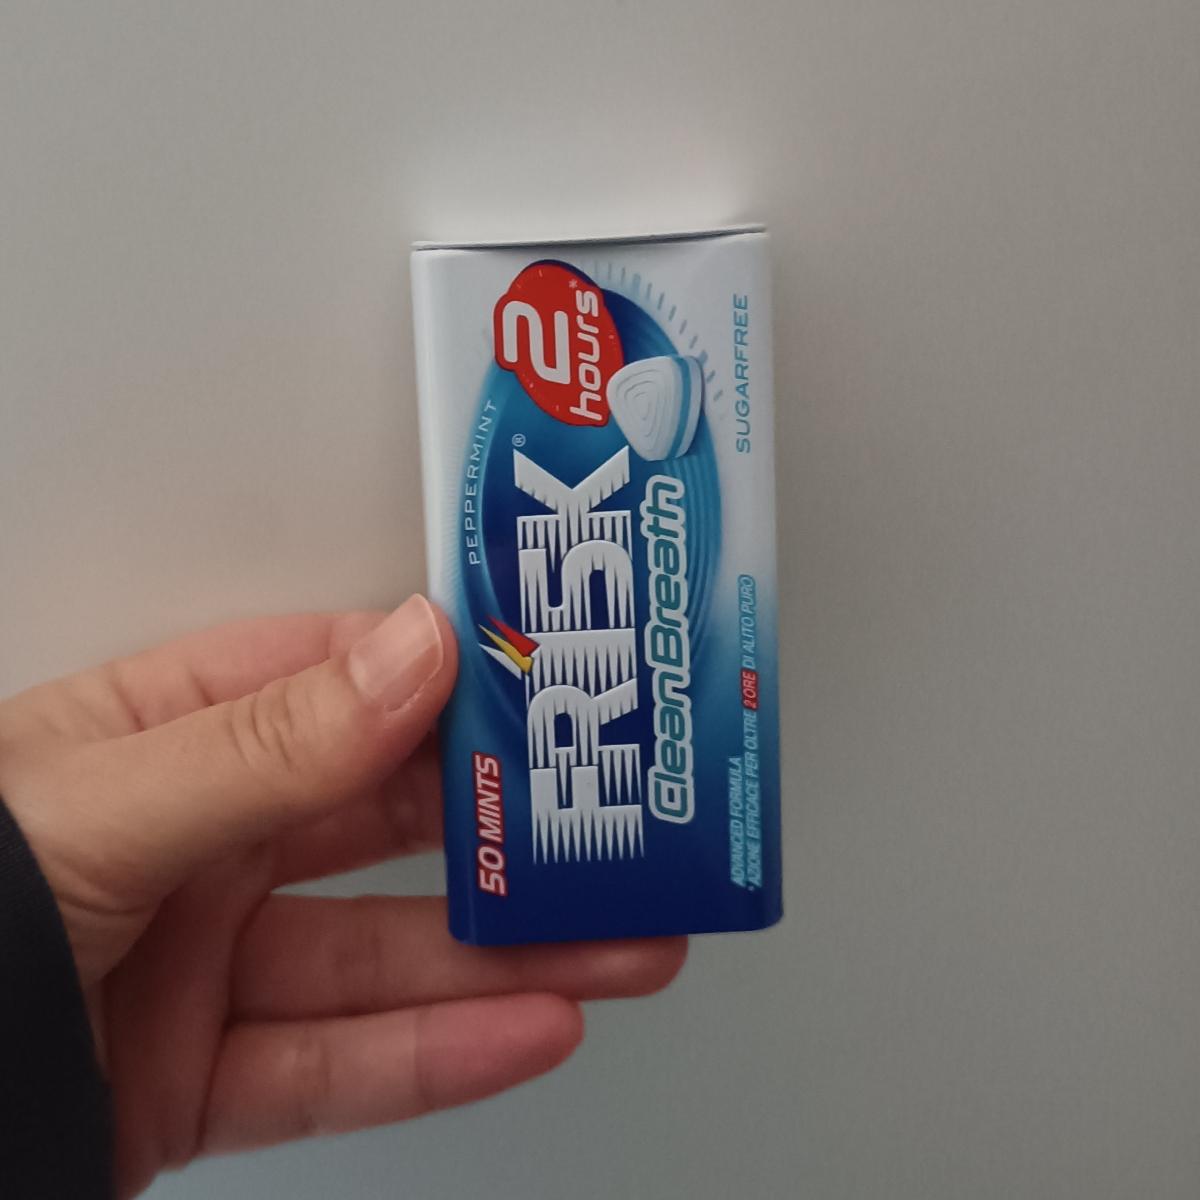 PEPPERMINT
2
hours*
FRISK®
CleanBreath
50 MINTS
SUGARFREE
ADVANCED FORMULA
*AZIONE EFFICACE PER OLTRE 2 ORE DI ALITO PURO